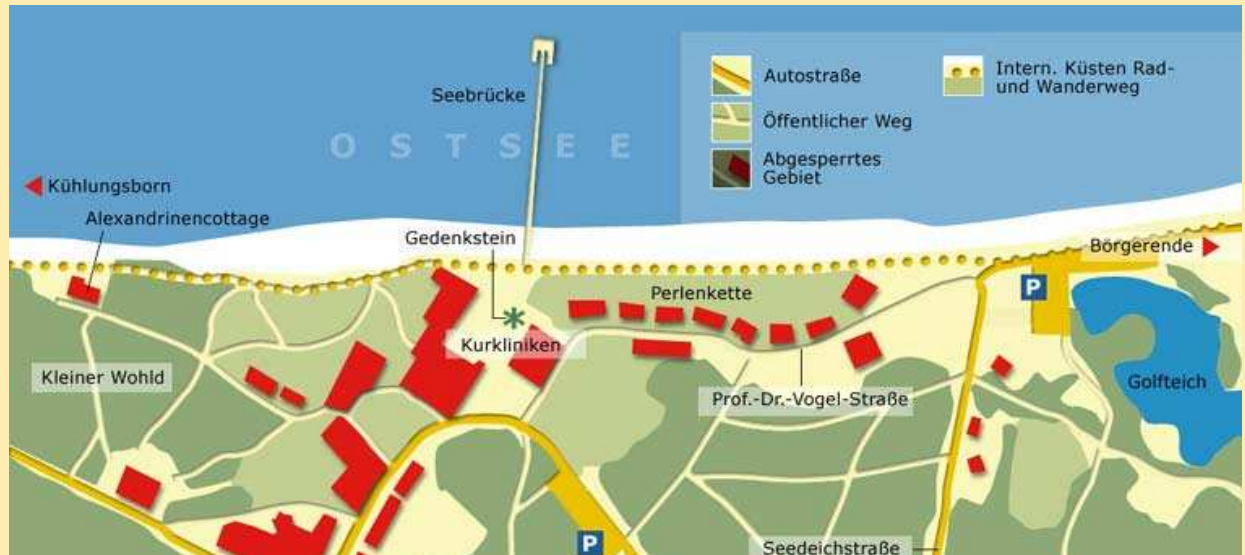 Seebrücke
OSTSEE
Autostraße
Öffentlicher Weg
Abgesperrtes
Gebiet
Intern. Küsten Rad-
und Wanderweg
Kühlungsborn
Alexandrinencottage
Gedenkstein
Börgerende
P
Perlenkette
Kurkliniken
Kleiner Wohld
Golfteich
Prof.-Dr.-Vogel-Straße
P
Seedeichstraße